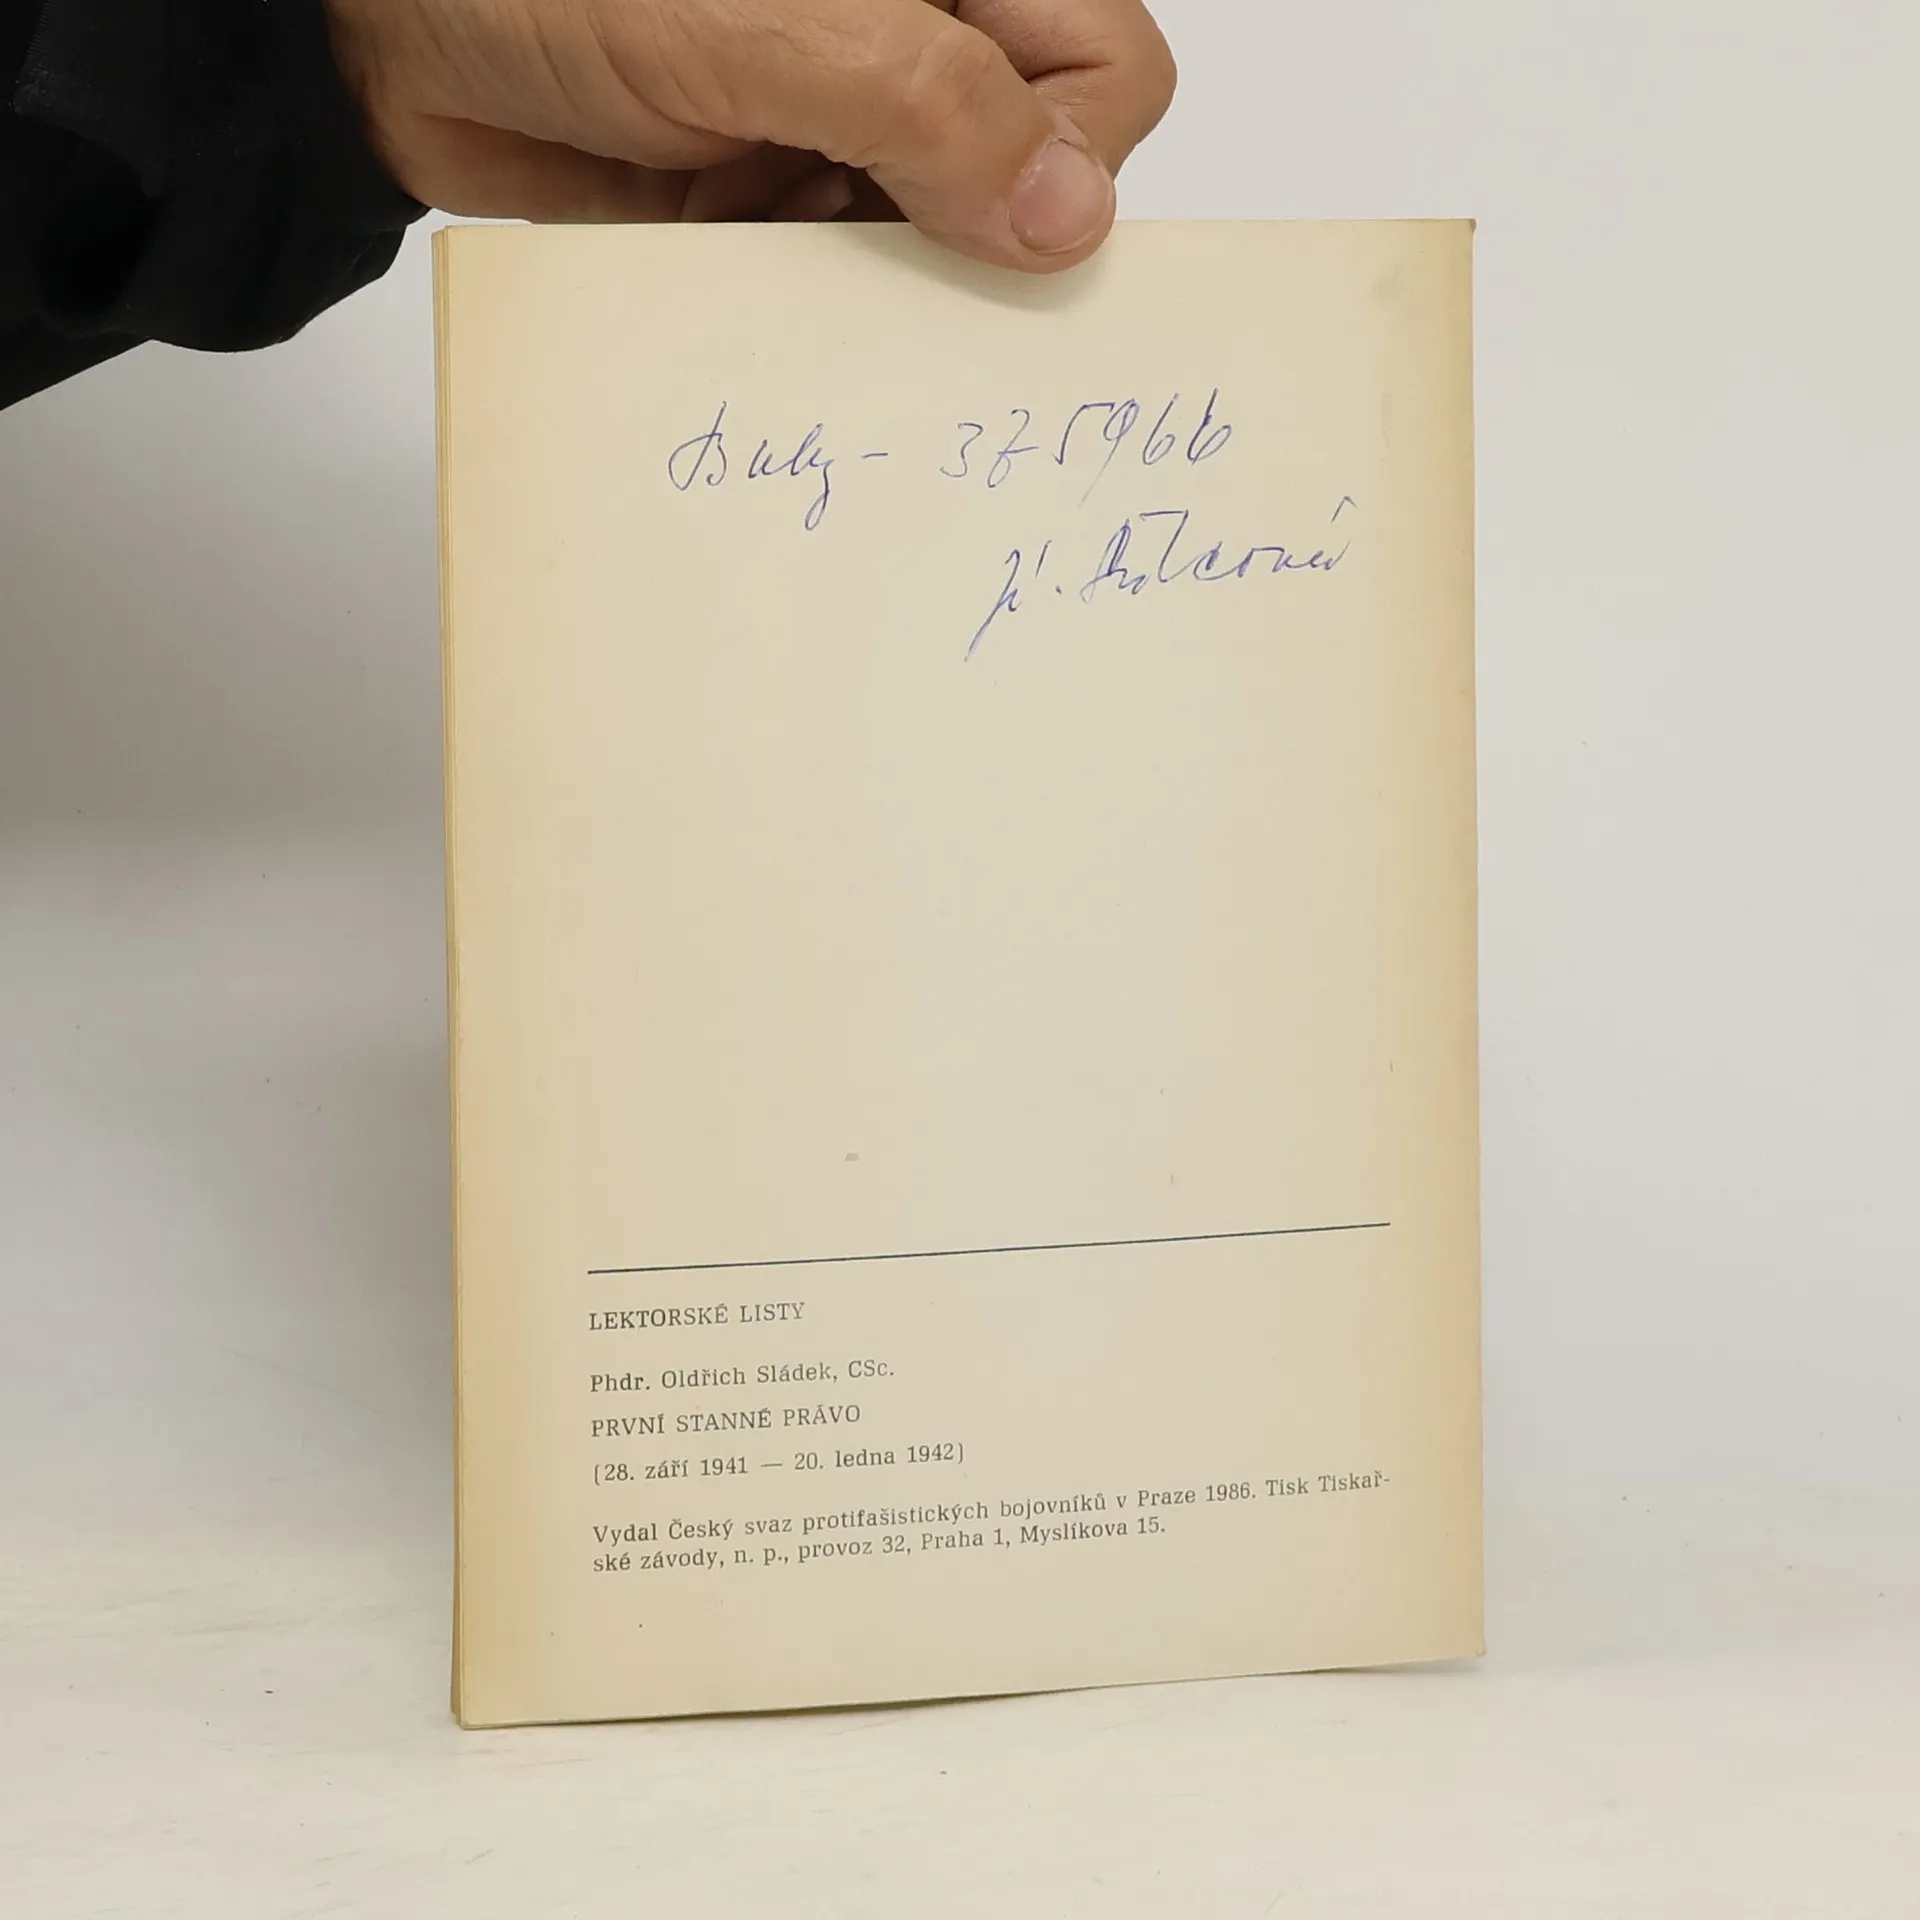 375966
LEKTORSKÉ LISTY
Phdr. Oldřich Sládek, CSc.
PRVNÍ STANNÉ PRÁVO
(28. září 1941 — 20. ledna 1942)
Vydal Český svaz protifašistických bojovníků v Praze 1986. Tisk Tiskař-
ské závody, n. p., provoz 32, Praha 1, Myslíkova 15.